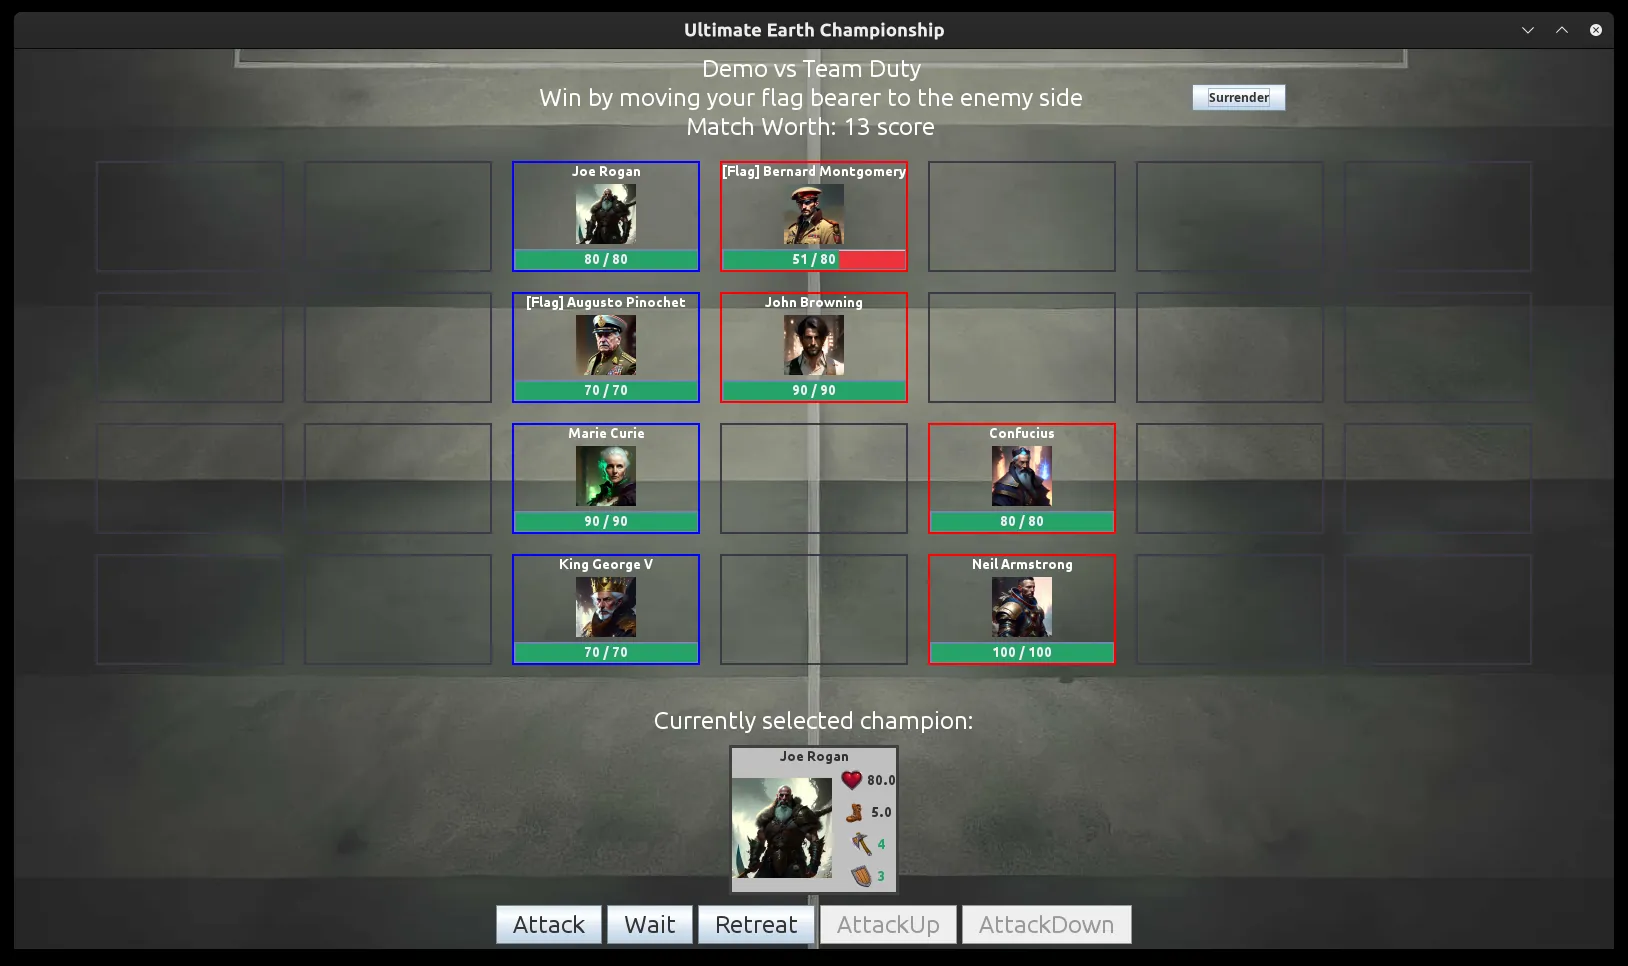 Ultimate Earth Championship
Demo vs Team Duty
Win by moving your flag bearer to the enemy side
Surrender
Match Worth: 13 score
Joe Rogan
[Flag] Bernard Montgomery
80 / 80
51 / 80
[Flag] Augusto Pinochet
John Browning
70 / 70
90 / 90
Marie Curie
Confucius
90 / 90
80 / 80
King George V
Neil Armstrong
70 / 70
100 / 100
Currently selected champion:
Joe Rogan
80.0
5.0
4
3
Attack
Wait
Retreat
AttackUp
AttackDown